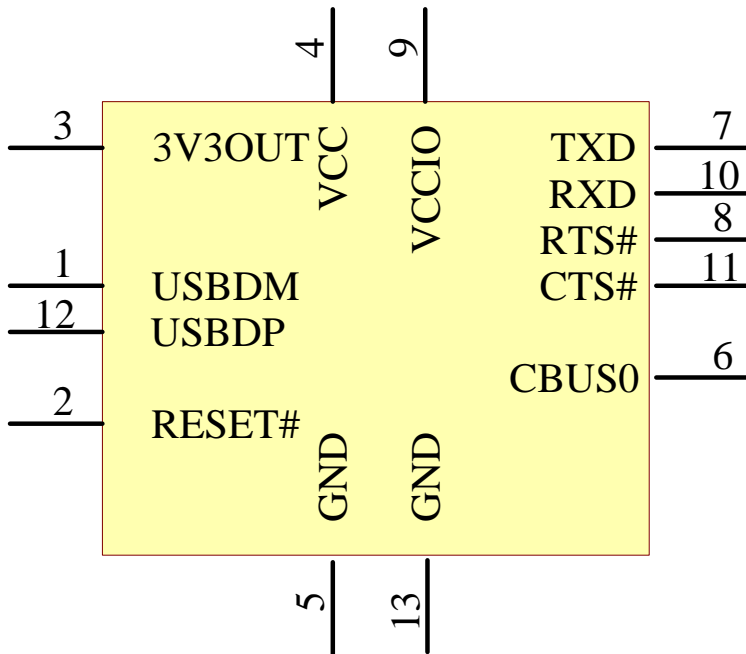 4 9
3 3V3OUT VCC VCCIO TXD 7
RXD 10
RTS# 8
1 USBDM CTS# 11
12 USBDP
CBUS0 6
2 RESET# GND GND
5 13